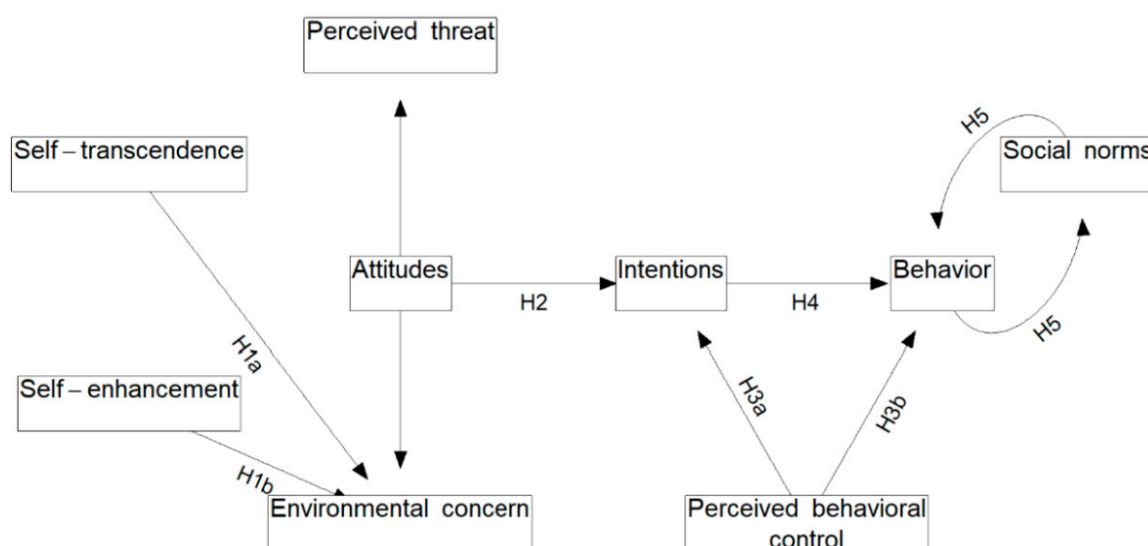 Perceived threat
H5
Self – transcendence
Social norms
Attitudes
Intentions
Behavior
H2
H4
H5
H1a
Self – enhancement
H3a
H3b
H1b
Environmental concern
Perceived behavioral
control